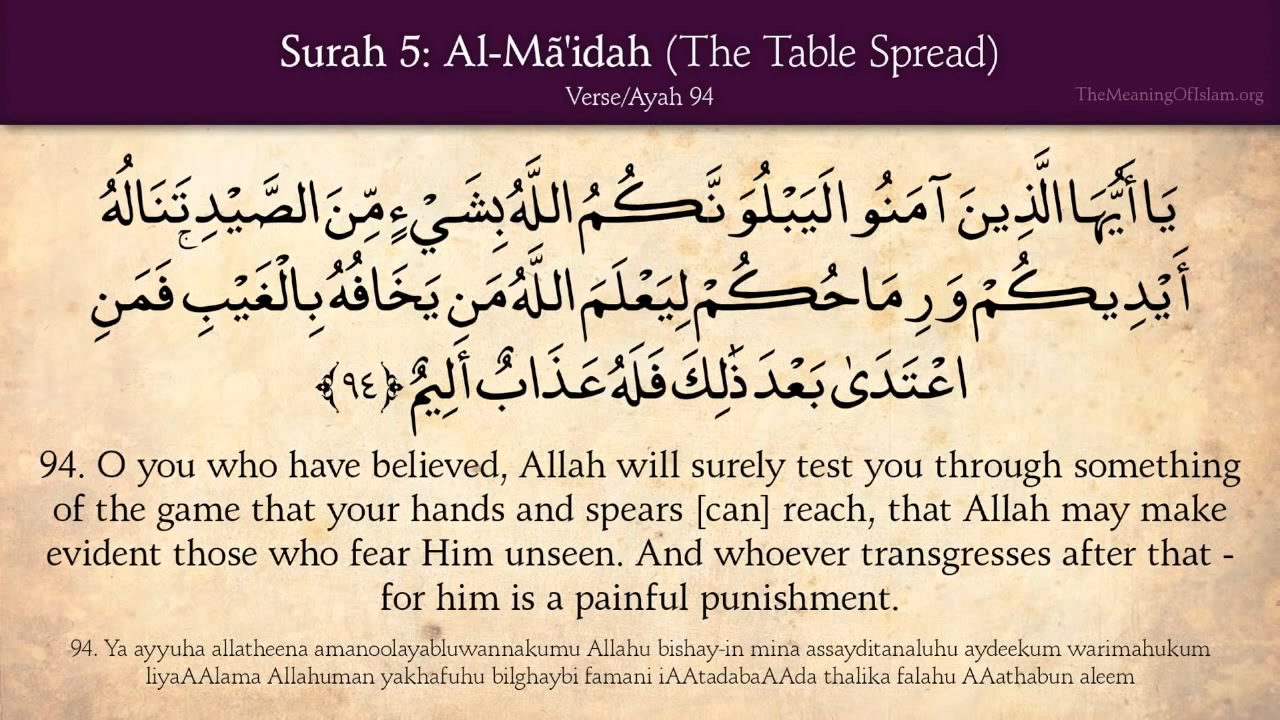 Surah 5: Al-Mã'idah (The Table Spread)
Verse/Ayah 94
TheMeaningOfIslam.org
يَا أَيُّهَا الَّذِينَ آمَنُو الَيَبْلُوَ نَّكُمُ اللَّهُ بِشَيْءٍ مِّنَ الصَّيْدِ تَنَالُهُ
أَيْدِيكُمْ وَرِمَاحُكُمْ لِيَعْلَمَ اللَّهُ مَن يَخَافُهُ بِالْغَيْبِ ۚ فَمَنِ
اعْتَدَىٰ بَعْدَ ذَٰلِكَ فَلَهُ عَذَابٌ أَلِيمٌ ﴿٩٤﴾
94. O you who have believed, Allah will surely test you through something
of the game that your hands and spears [can] reach, that Allah may make
evident those who fear Him unseen. And whoever transgresses after that -
for him is a painful punishment.
94. Ya ayyuha allatheena amanoolayabluwannakumu Allahu bishay-in mina assayditanaluhu aydeekum warimahukum
liyaAAlama Allahuman yakhafuhu bilghaybi famani iAAtadabaAAda thalika falahu AAathabun aleem